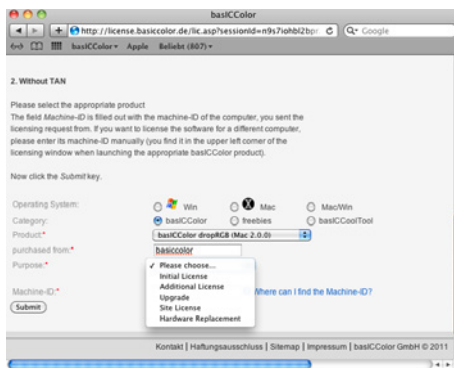 basICColor
http://license.basiccolor.de/lic.asp?sessionId=n9s7iohbl2bpr
Google
basICColor Apple Beliebt (807)
2. Without TAN
Please select the appropriate product
The field Machine-ID is filled out with the machine-ID of the computer, you sent the
licensing request from. If you want to license the software for a different computer,
please enter its machine-ID manually (you find it in the upper left corner of the
licensing window when launching the appropriate basICColor product).
Now click the Submit key.
Operating System: Win Mac Mac/Win
Category: basICColor freebies basICCoolTool
Product:* basICColor dropRGB (Mac 2.0.0)
purchased from:* basiccolor
Purpose:* ✓ Please choose...
Initial License
Additional License
Upgrade
Site License
Hardware Replacement
Machine-ID:* Where can I find the Machine-ID?
Submit
Kontakt | Haftungsausschluss | Sitemap | Impressum | basICColor GmbH © 2011